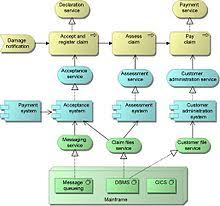 Declaration
service
Payment
service
Damage
notification
Accept and
register claim
Assess
claim
Pay
claim
Acceptance
service
Assessment
service
Customer
administration service
Payment
system
Acceptance
system
Assessment
system
Customer
administration
system
Messaging
service
Claim files
service
Customer file
service
Message
queueing
DBMS
CICS
Mainframe